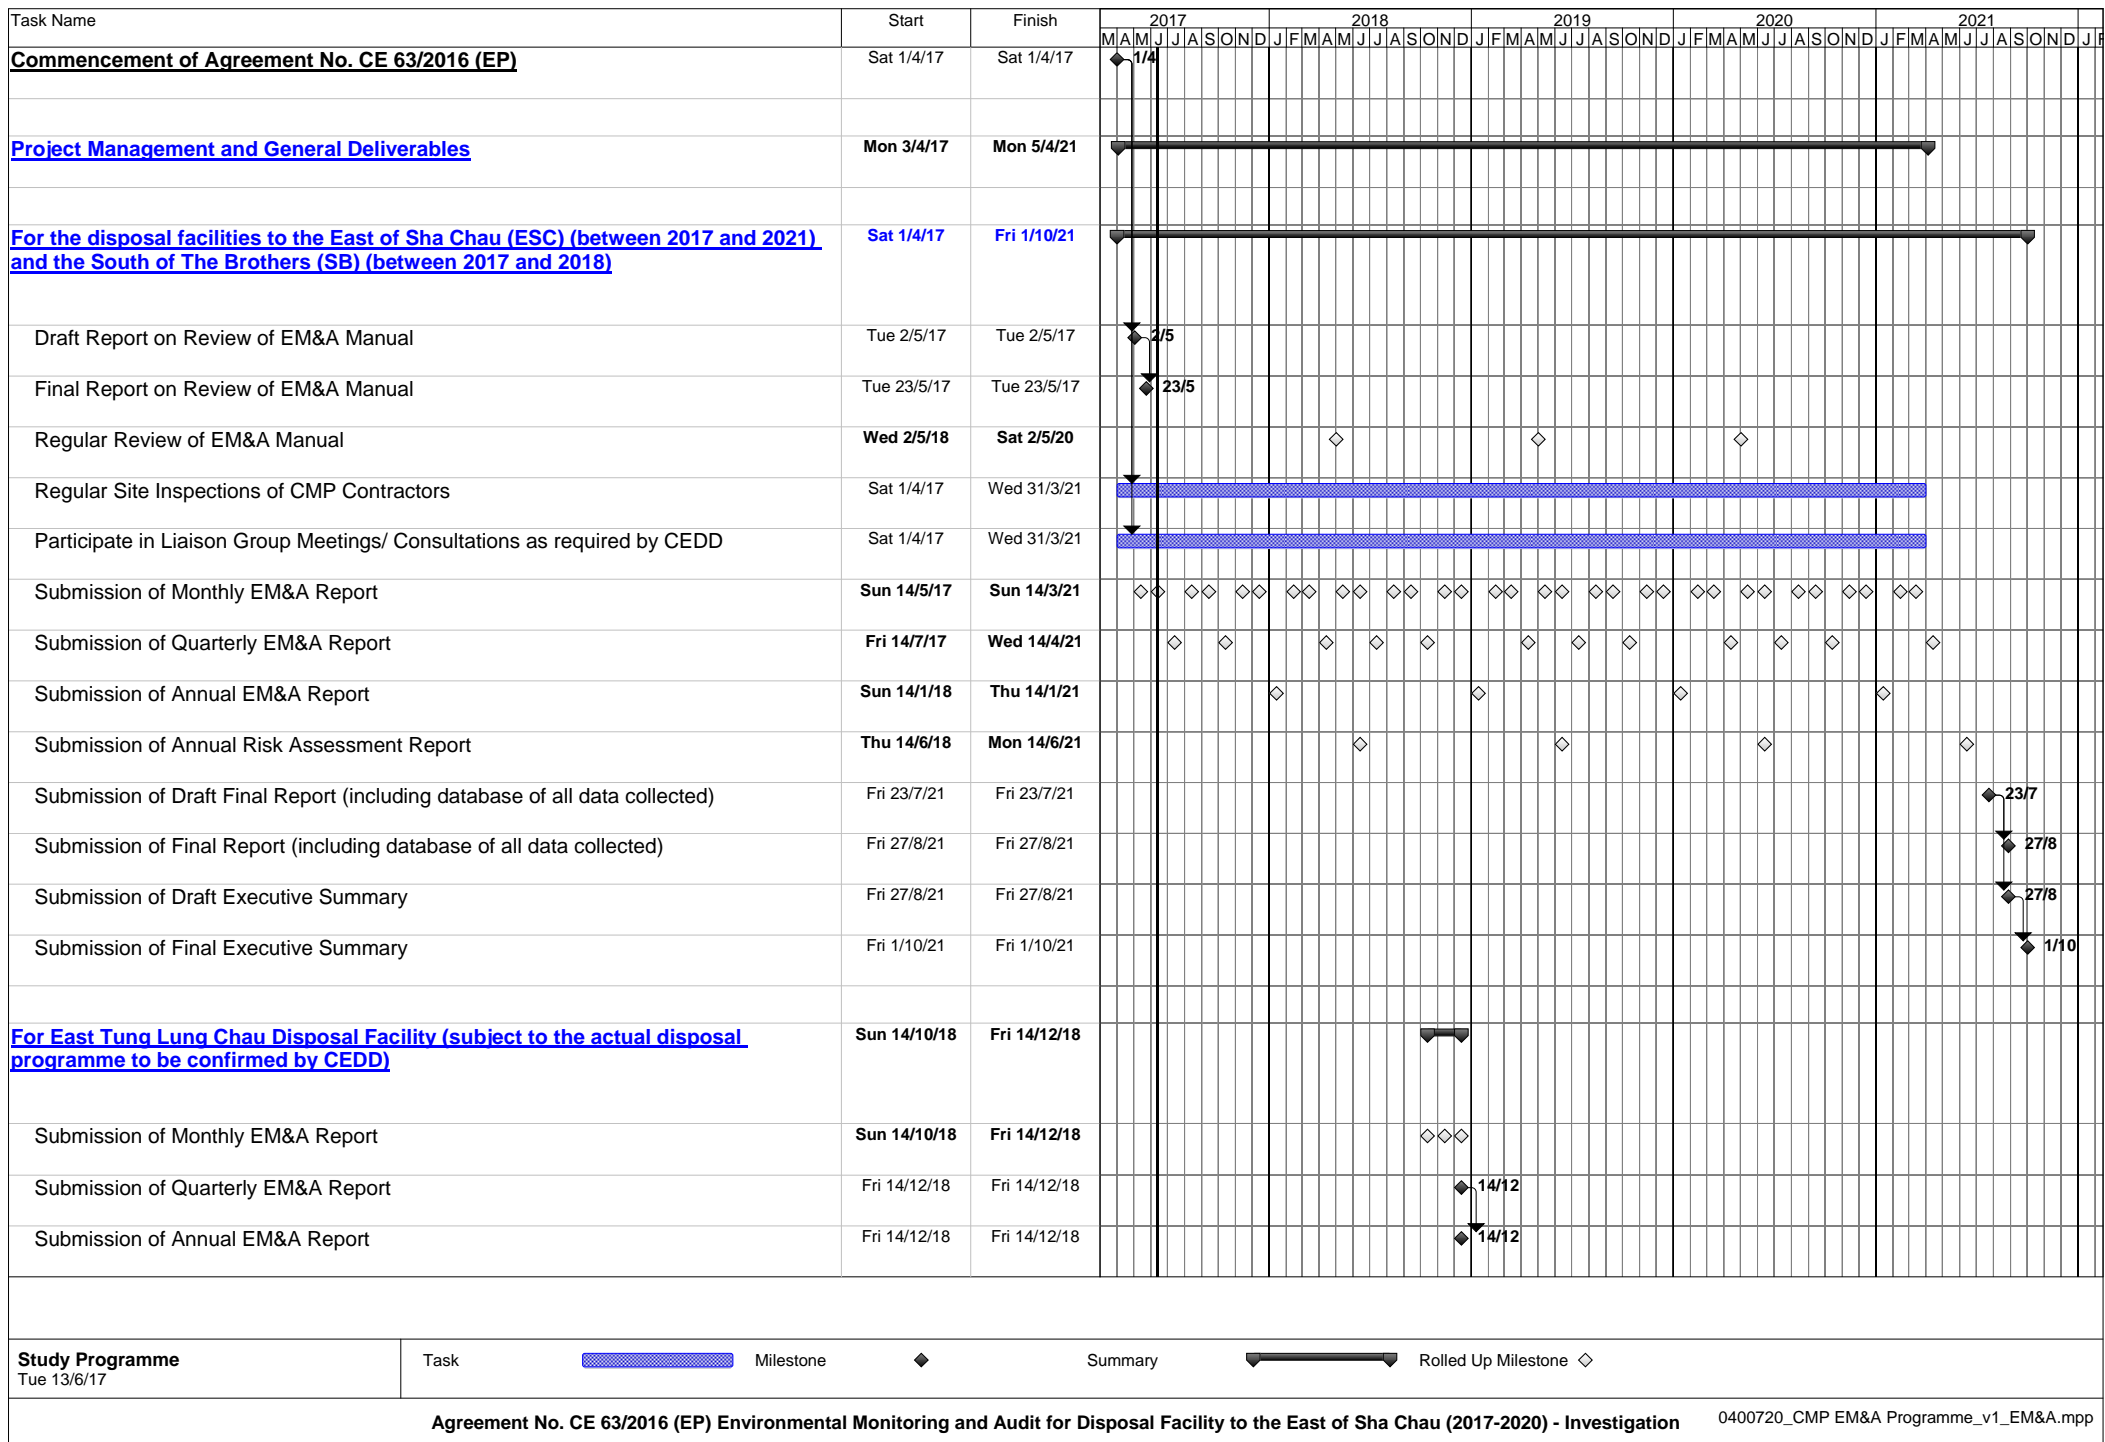 Task Name Start Finish 2017 2018 2019 2020 2021
M A M J J A S O N D J F M A M J J A S O N D J F M A M J J A S O N D J F M A M J J A S O N D J F M A M J J A S O N D J F
Commencement of Agreement No. CE 63/2016 (EP) Sat 1/4/17 Sat 1/4/17 1/4
Project Management and General Deliverables Mon 3/4/17 Mon 5/4/21
For the disposal facilities to the East of Sha Chau (ESC) (between 2017 and 2021) Sat 1/4/17 Fri 1/10/21
and the South of The Brothers (SB) (between 2017 and 2018)
Draft Report on Review of EM&A Manual Tue 2/5/17 Tue 2/5/17 2/5
Final Report on Review of EM&A Manual Tue 23/5/17 Tue 23/5/17 23/5
Regular Review of EM&A Manual Wed 2/5/18 Sat 2/5/20
Regular Site Inspections of CMP Contractors Sat 1/4/17 Wed 31/3/21
Participate in Liaison Group Meetings/ Consultations as required by CEDD Sat 1/4/17 Wed 31/3/21
Submission of Monthly EM&A Report Sun 14/5/17 Sun 14/3/21
Submission of Quarterly EM&A Report Fri 14/7/17 Wed 14/4/21
Submission of Annual EM&A Report Sun 14/1/18 Thu 14/1/21
Submission of Annual Risk Assessment Report Thu 14/6/18 Mon 14/6/21
Submission of Draft Final Report (including database of all data collected) Fri 23/7/21 Fri 23/7/21 23/7
Submission of Final Report (including database of all data collected) Fri 27/8/21 Fri 27/8/21 27/8
Submission of Draft Executive Summary Fri 27/8/21 Fri 27/8/21 27/8
Submission of Final Executive Summary Fri 1/10/21 Fri 1/10/21 1/10
For East Tung Lung Chau Disposal Facility (subject to the actual disposal Sun 14/10/18 Fri 14/12/18
programme to be confirmed by CEDD)
Submission of Monthly EM&A Report Sun 14/10/18 Fri 14/12/18
Submission of Quarterly EM&A Report Fri 14/12/18 Fri 14/12/18 14/12
Submission of Annual EM&A Report Fri 14/12/18 Fri 14/12/18 14/12
Study Programme Task Milestone Summary Rolled Up Milestone
Tue 13/6/17
Agreement No. CE 63/2016 (EP) Environmental Monitoring and Audit for Disposal Facility to the East of Sha Chau (2017-2020) - Investigation 0400720_CMP EM&A Programme_v1_EM&A.mpp